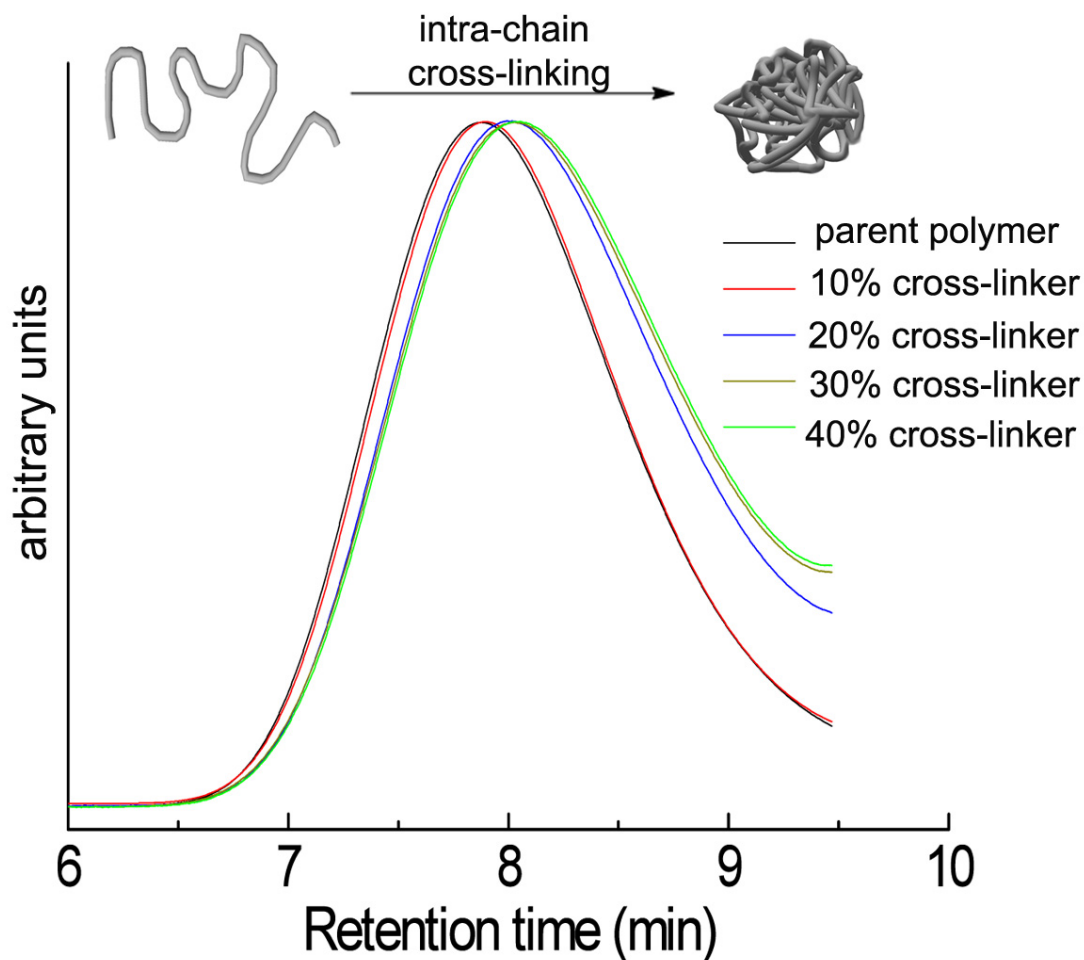 intra-chain
cross-linking
parent polymer
10% cross-linker
20% cross-linker
30% cross-linker
40% cross-linker
arbitrary units
6 7 8 9 10
Retention time (min)